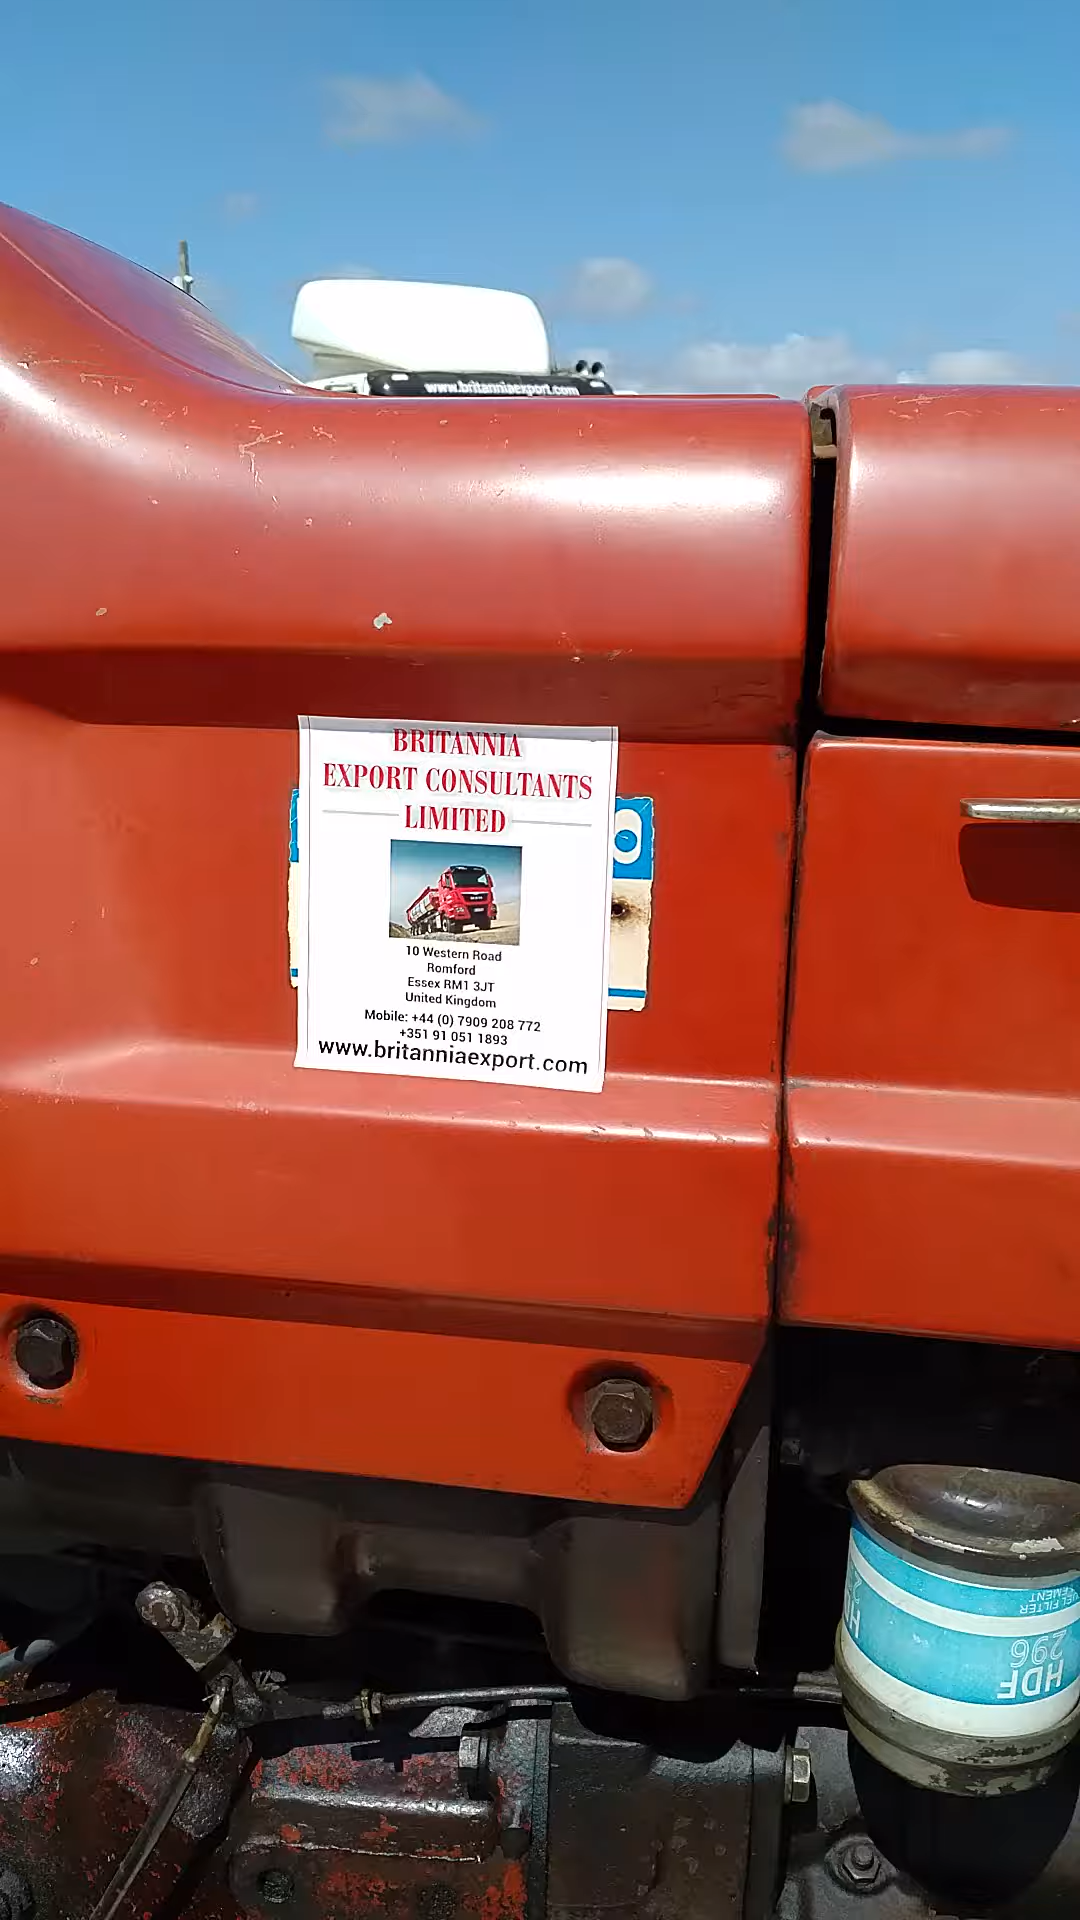 www.britanniaexport.com
BRITANNIA
EXPORT CONSULTANTS
LIMITED
O
10 Western Road
Romford
Essex RM1 3JT
United Kingdom
Mobile: +44 (0) 7909 208 772
+351 91 051 1893
www.britanniaexport.com
FILTER
296
HDF